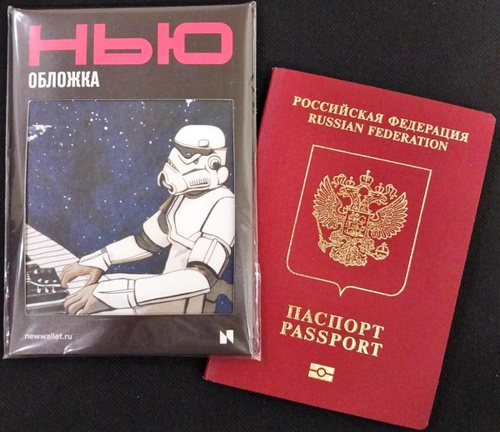 НЬЮ
ОБЛОЖКА
newwallet.ru
РОССИЙСКАЯ ФЕДЕРАЦИЯ
RUSSIAN FEDERATION
ПАСПОРТ
PASSPORT